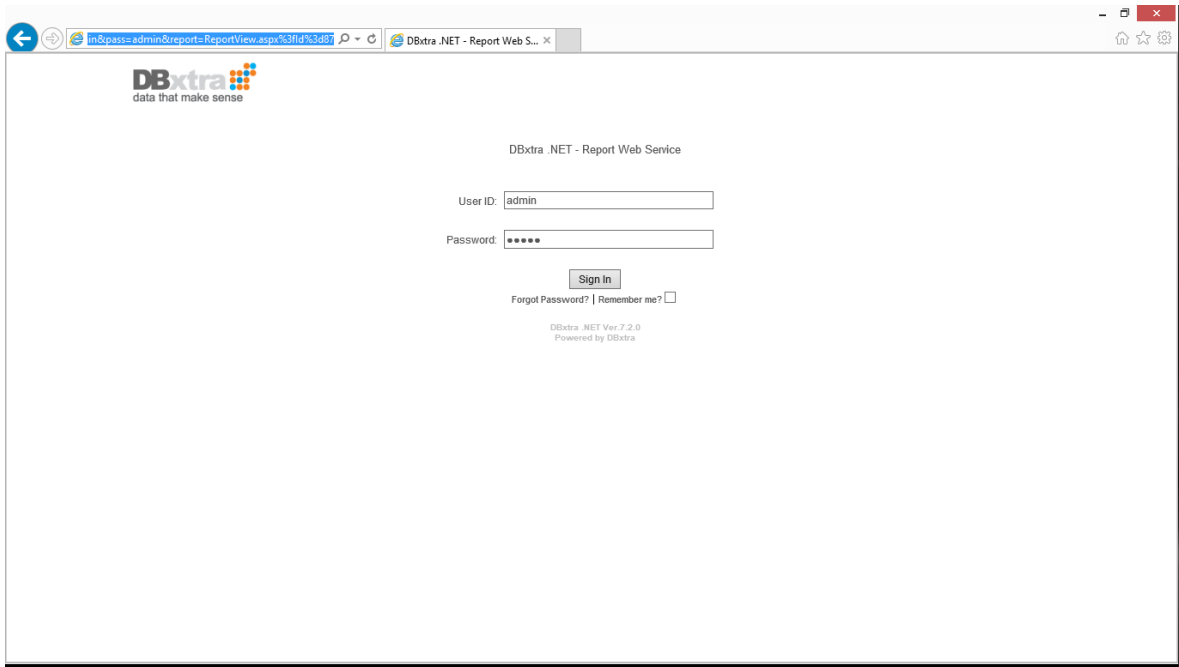 in&pass=admin&report=ReportView.aspx%3fId%3d87
DBxtra .NET - Report Web S...
DBxtra
data that make sense
DBxtra .NET - Report Web Service
User ID: admin
Password: •••••
Sign In
Forgot Password? | Remember me?
DBxtra .NET Ver.7.2.0
Powered by DBxtra